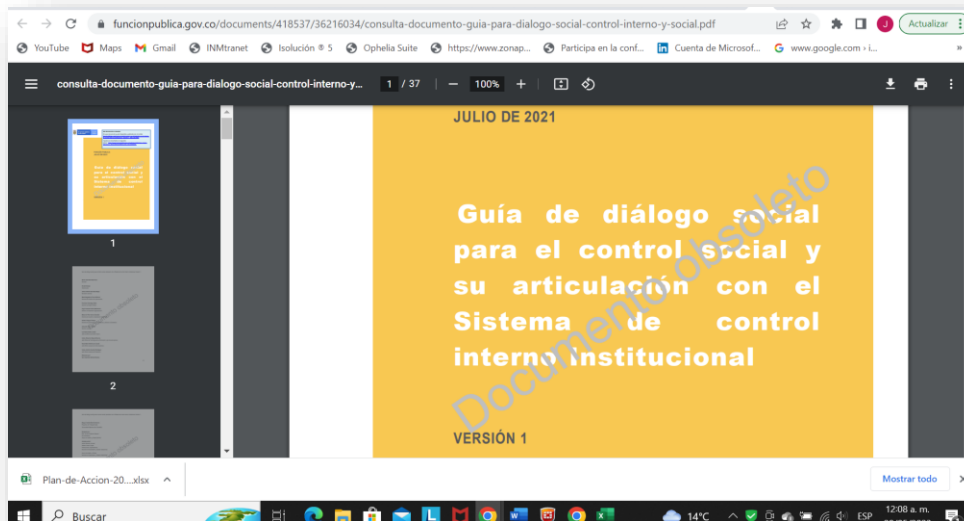 funcionpublica.gov.co/documents/418537/36216034/consulta-documento-guia-para-dialogo-social-control-interno-y-social.pdf
J
Actualizar
YouTube Maps Gmail INMtranet Isolución ® 5 Ophelia Suite https://www.zonap... Participa en la conf... Cuenta de Microsof... www.google.com › i... »
consulta-documento-guia-para-dialogo-social-control-interno-y... 1 / 37 — 100% +
JULIO DE 2021
Guía de diálogo social
para el control social y
su articulación con el
Sistema de control
interno institucional
Documento obsoleto
VERSIÓN 1
1
2
Plan-de-Accion-20....xlsx
Mostrar todo
Buscar
14°C
ESP
12:08 a. m.